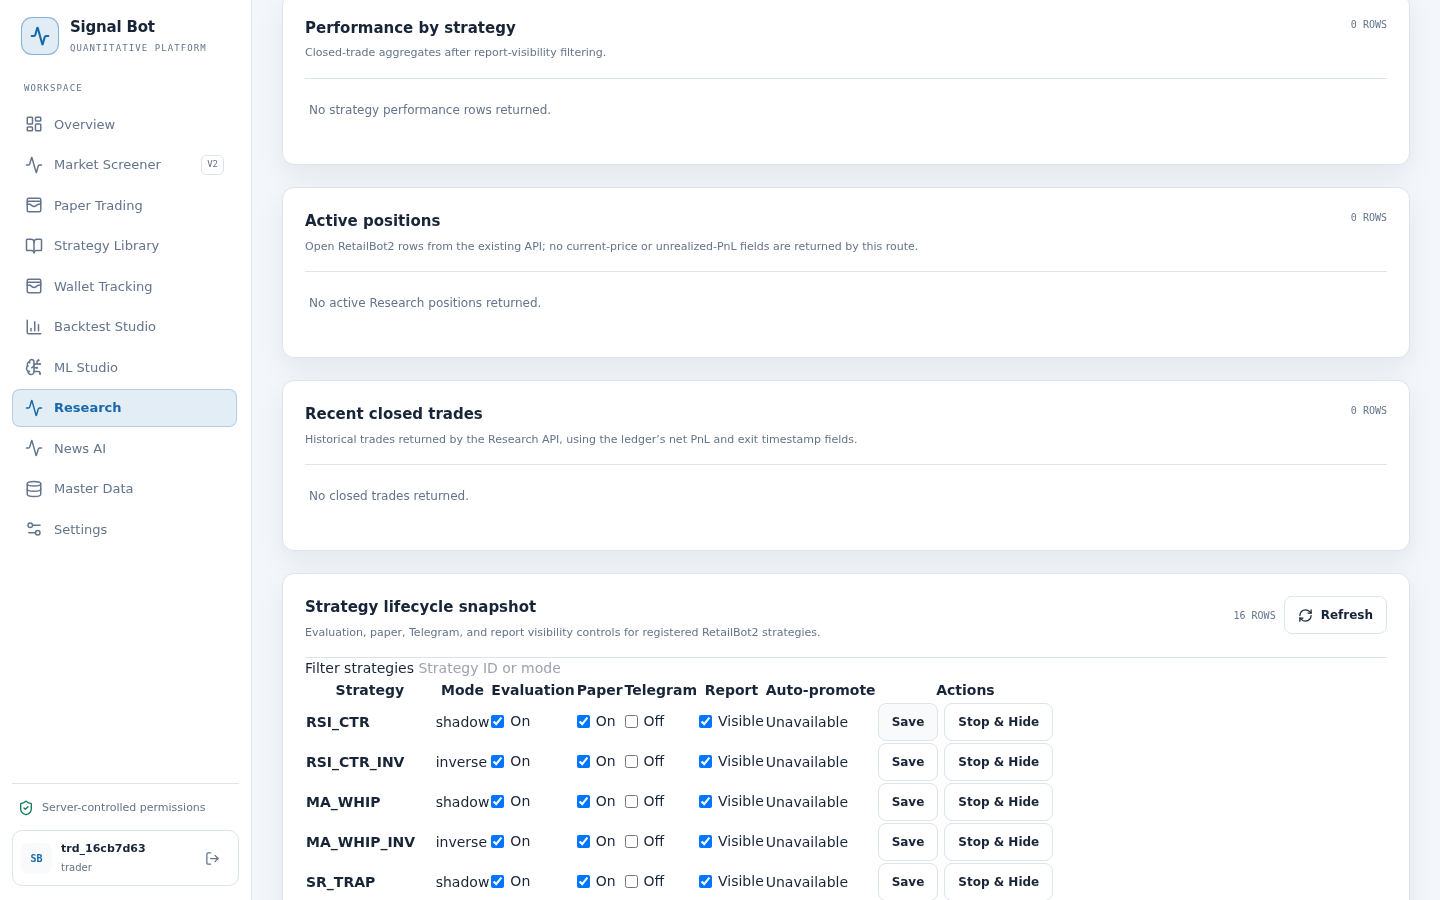 Signal Bot
QUANTITATIVE PLATFORM
WORKSPACE
Overview
Market Screener V2
Paper Trading
Strategy Library
Wallet Tracking
Backtest Studio
ML Studio
Research
News AI
Master Data
Settings
Server-controlled permissions
SB trd_16cb7d63
trader
Performance by strategy 0 ROWS
Closed-trade aggregates after report-visibility filtering.
No strategy performance rows returned.
Active positions 0 ROWS
Open RetailBot2 rows from the existing API; no current-price or unrealized-PnL fields are returned by this route.
No active Research positions returned.
Recent closed trades 0 ROWS
Historical trades returned by the Research API, using the ledger’s net PnL and exit timestamp fields.
No closed trades returned.
Strategy lifecycle snapshot 16 ROWS Refresh
Evaluation, paper, Telegram, and report visibility controls for registered RetailBot2 strategies.
Filter strategies Strategy ID or mode
Strategy Mode Evaluation Paper Telegram Report Auto-promote Actions
RSI_CTR shadow On On Off Visible Unavailable Save Stop & Hide
RSI_CTR_INV inverse On On Off Visible Unavailable Save Stop & Hide
MA_WHIP shadow On On Off Visible Unavailable Save Stop & Hide
MA_WHIP_INV inverse On On Off Visible Unavailable Save Stop & Hide
SR_TRAP shadow On On Off Visible Unavailable Save Stop & Hide